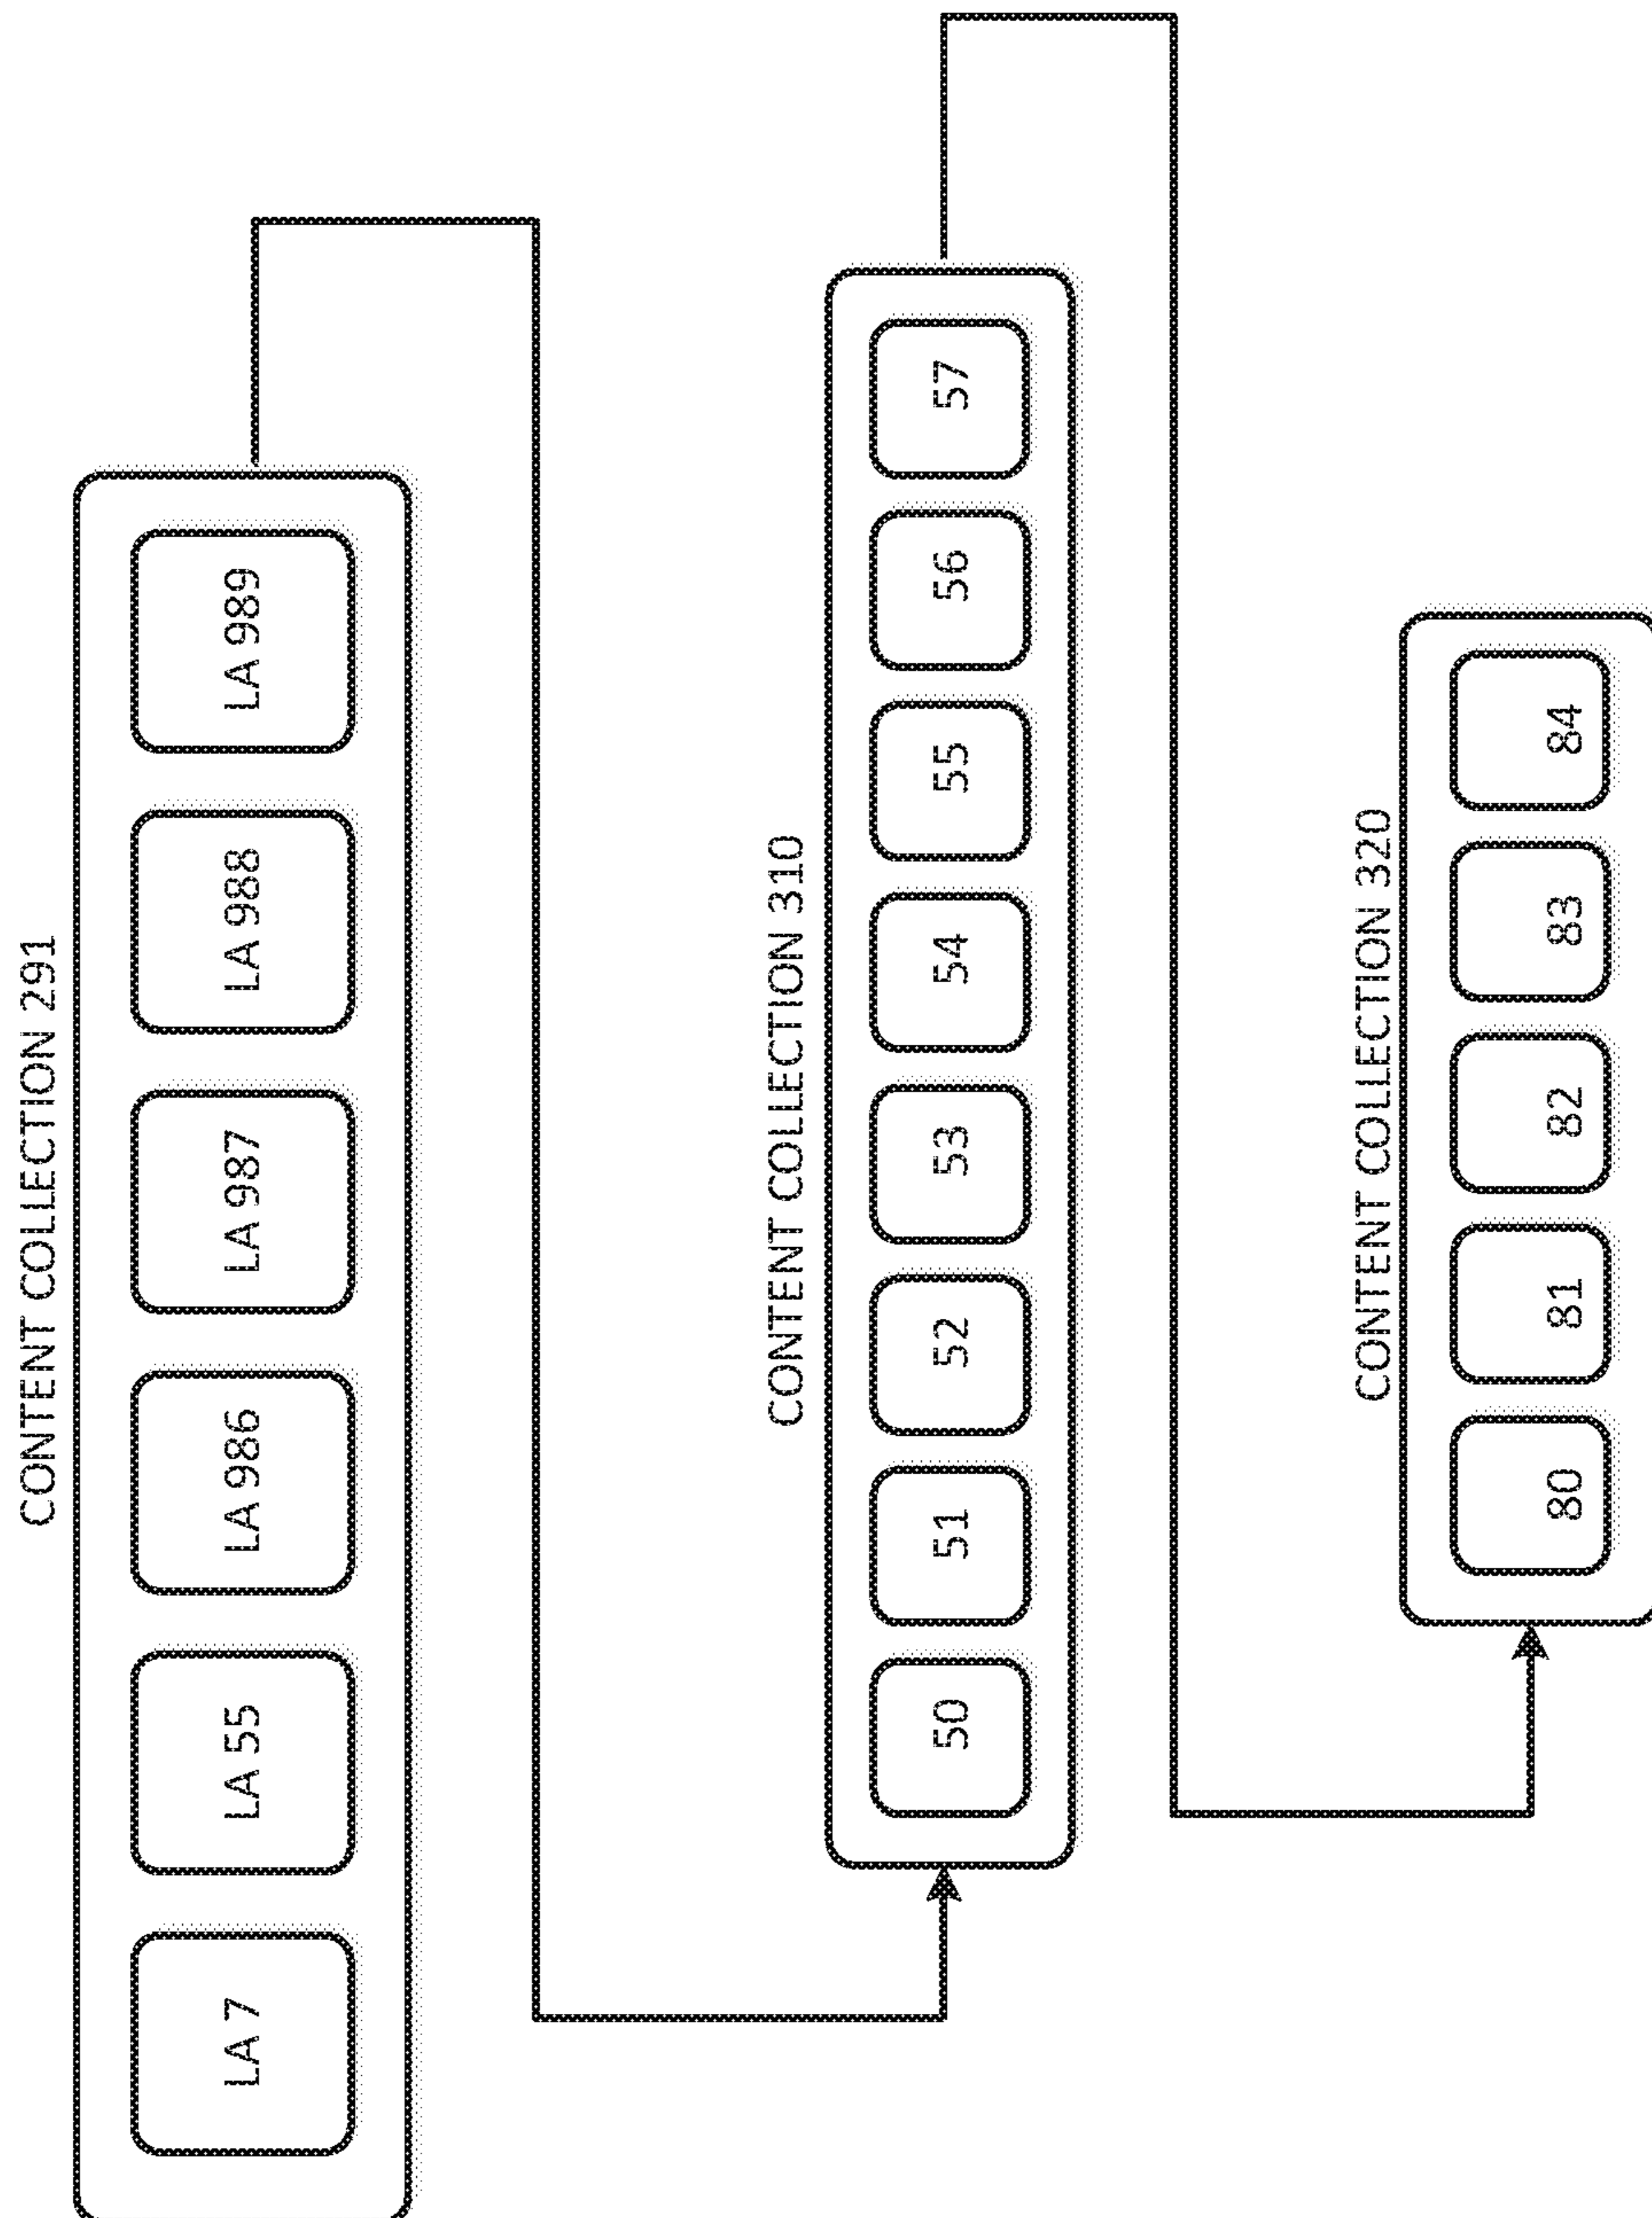 CONTENT COLLECTION 291
LA 7 LA 55 LA 986 LA 987 LA 988 LA 989
CONTENT COLLECTION 310
50 51 52 53 54 55 56 57
CONTENT COLLECTION 320
80 81 82 83 84